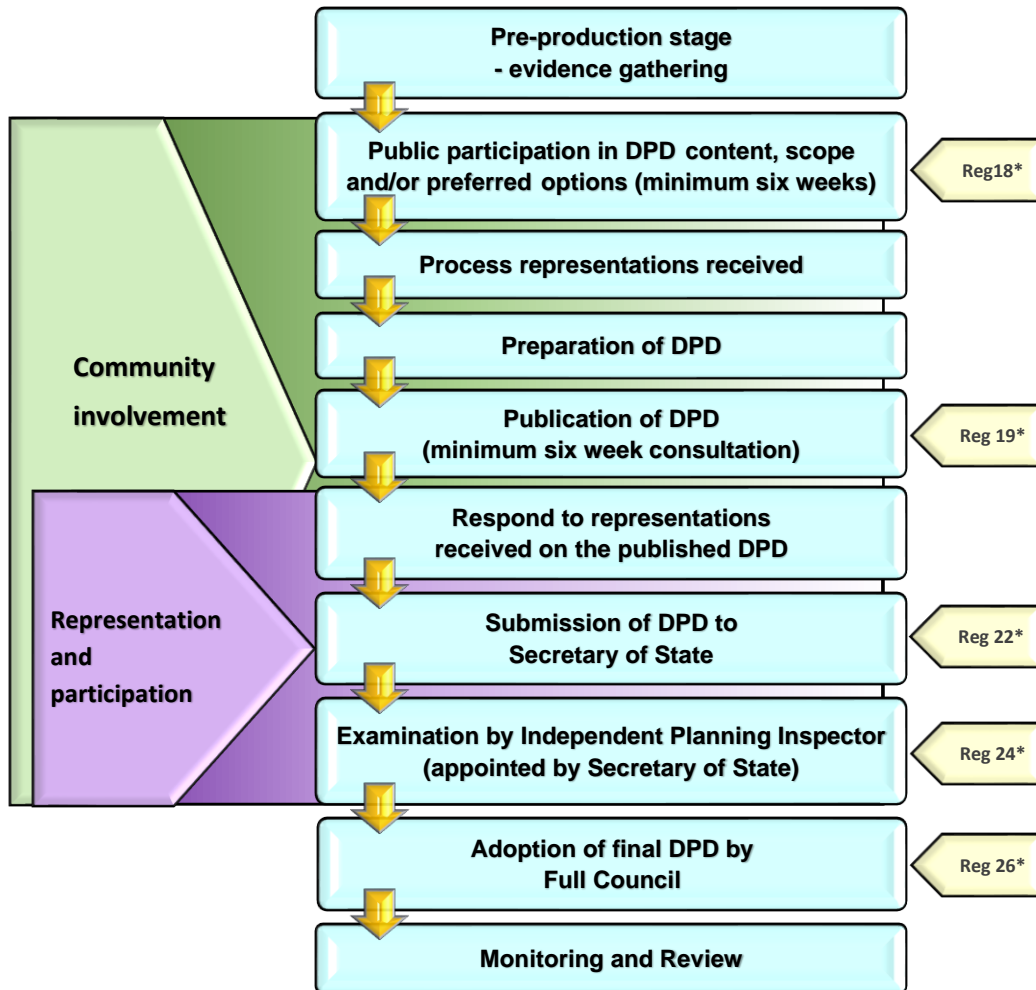 Pre-production stage
- evidence gathering
Public participation in DPD content, scope
and/or preferred options (minimum six weeks)
Reg18*
Process representations received
Preparation of DPD
Community
involvement
Publication of DPD
(minimum six week consultation)
Reg 19*
Respond to representations
received on the published DPD
Representation
and
participation
Submission of DPD to
Secretary of State
Reg 22*
Examination by Independent Planning Inspector
(appointed by Secretary of State)
Reg 24*
Adoption of final DPD by
Full Council
Reg 26*
Monitoring and Review